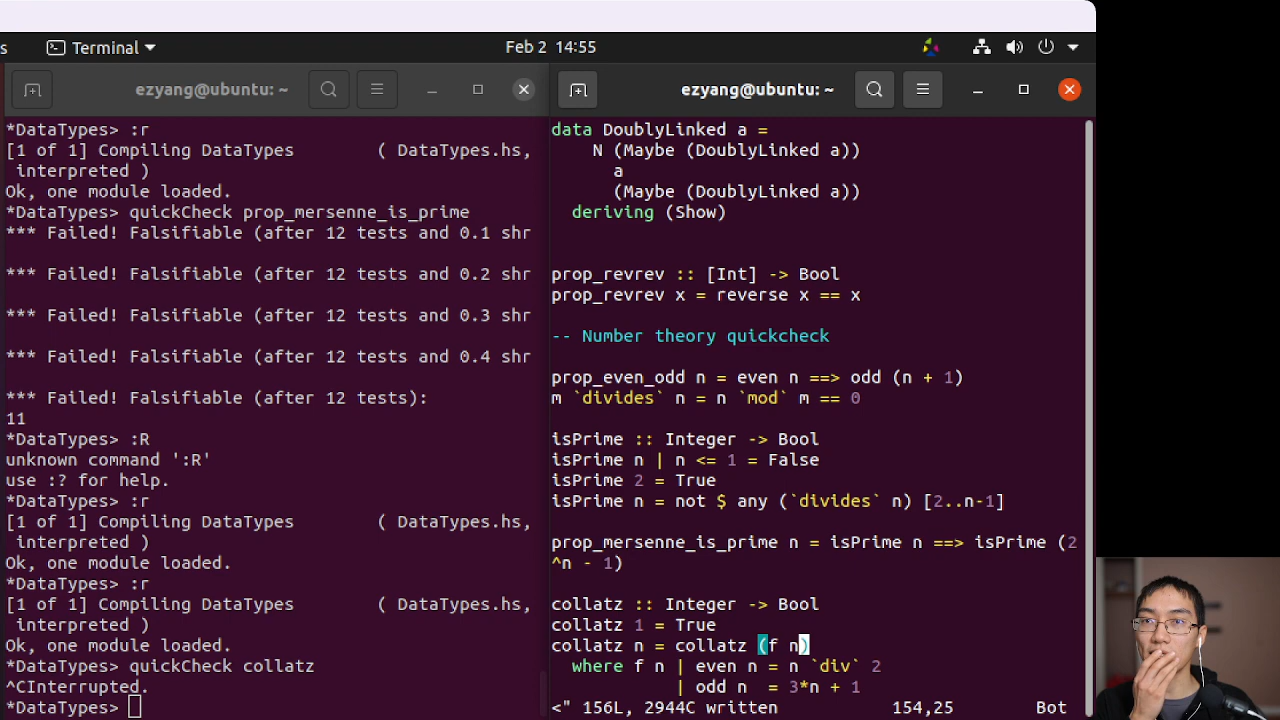 s Terminal Feb 2 14:55
ezyang@ubuntu: ~
*DataTypes> :r
[1 of 1] Compiling DataTypes ( DataTypes.hs,
interpreted )
Ok, one module loaded.
*DataTypes> quickCheck prop_mersenne_is_prime
*** Failed! Falsifiable (after 12 tests and 0.1 shr
*** Failed! Falsifiable (after 12 tests and 0.2 shr
*** Failed! Falsifiable (after 12 tests and 0.3 shr
*** Failed! Falsifiable (after 12 tests and 0.4 shr
*** Failed! Falsifiable (after 12 tests):
11
*DataTypes> :R
unknown command ':R'
use :? for help.
*DataTypes> :r
[1 of 1] Compiling DataTypes ( DataTypes.hs,
interpreted )
Ok, one module loaded.
*DataTypes> :r
[1 of 1] Compiling DataTypes ( DataTypes.hs,
interpreted )
Ok, one module loaded.
*DataTypes> quickCheck collatz
^CInterrupted.
*DataTypes>
ezyang@ubuntu: ~
data DoublyLinked a =
N (Maybe (DoublyLinked a))
a
(Maybe (DoublyLinked a))
deriving (Show)
prop_revrev :: [Int] -> Bool
prop_revrev x = reverse x == x
-- Number theory quickcheck
prop_even_odd n = even n ==> odd (n + 1)
m `divides` n = n `mod` m == 0
isPrime :: Integer -> Bool
isPrime n | n <= 1 = False
isPrime 2 = True
isPrime n = not $ any (`divides` n) [2..n-1]
prop_mersenne_is_prime n = isPrime n ==> isPrime (2
^n - 1)
collatz :: Integer -> Bool
collatz 1 = True
collatz n = collatz (f n)
where f n | even n = n `div` 2
| odd n = 3*n + 1
<" 156L, 2944C written 154,25 Bot